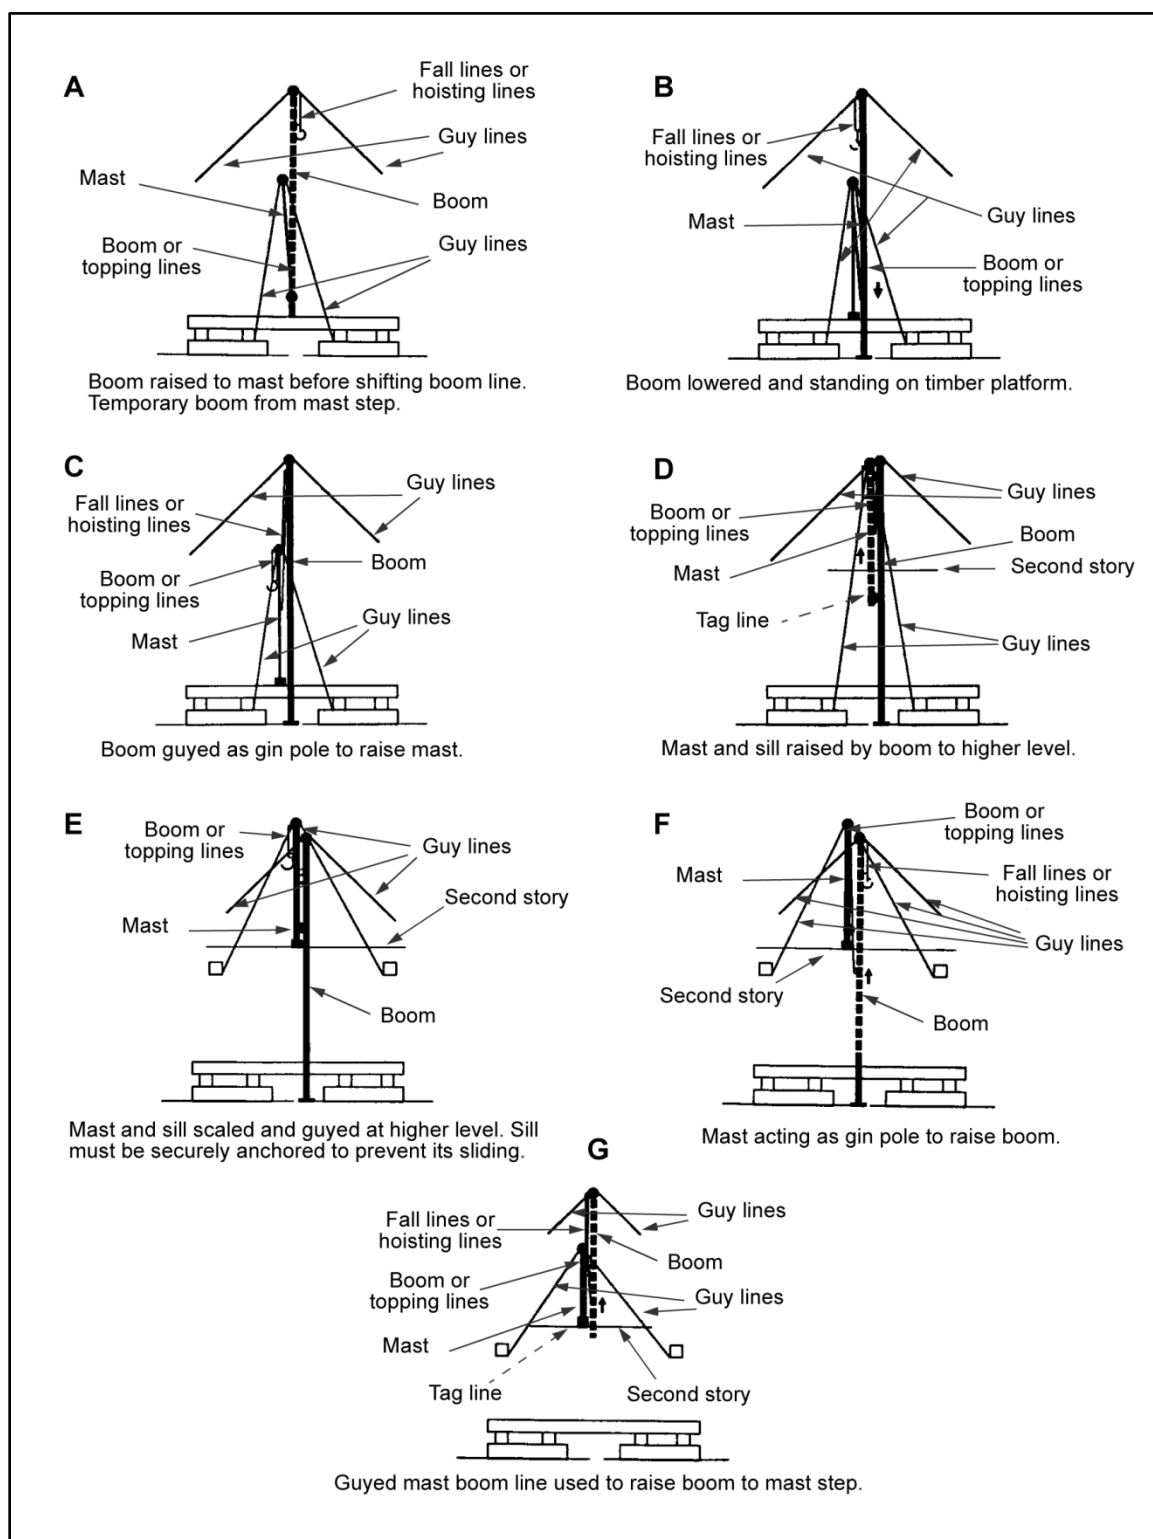 A
Fall lines or
hoisting lines
Guy lines
Mast
Boom
Boom or
topping lines
Guy lines
Boom raised to mast before shifting boom line.
Temporary boom from mast step.
B
Fall lines or
hoisting lines
Guy lines
Mast
Boom or
topping lines
Boom lowered and standing on timber platform.
C
Guy lines
Fall lines or
hoisting lines
Boom
Boom or
topping lines
Guy lines
Mast
Boom guyed as gin pole to raise mast.
D
Guy lines
Boom or
topping lines
Boom
Second story
Mast
Tag line
Guy lines
Mast and sill raised by boom to higher level.
E
Boom or
topping lines
Guy lines
Second story
Mast
Boom
Mast and sill scaled and guyed at higher level. Sill
must be securely anchored to prevent its sliding.
F
Boom or
topping lines
Mast
Fall lines or
hoisting lines
Guy lines
Second story
Boom
Mast acting as gin pole to raise boom.
G
Guy lines
Fall lines or
hoisting lines
Boom
Boom or
topping lines
Guy lines
Mast
Tag line
Second story
Guyed mast boom line used to raise boom to mast step.